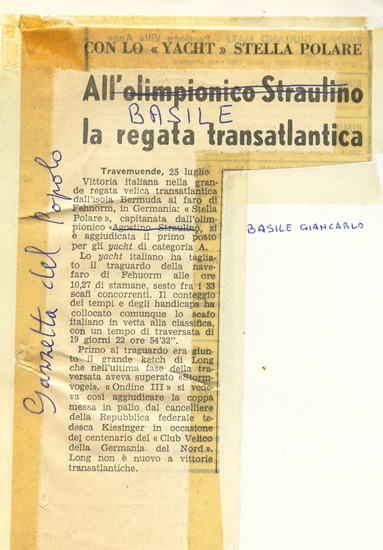 CON LO « YACHT » STELLA POLARE
All'olimpionico Straulino
BASILE
la regata transatlantica
Travemuende, 25 luglio
Vittoria italiana nella gran-
de regata velica transatlantica
dall'isola Bermuda al faro di
Fehnorm, in Germania: « Stella
Polare », capitanata dall'olim-
pionico Agostino Straulino, si
è aggiudicata il primo posto
per gli yacht di categoria A.
Lo yacht italiano ha taglia-
to il traguardo della nave-
faro di Fehuorm alle ore
10,27 di stamane, sesto fra i 33
scafi concorrenti. Il conteggio
dei tempi e degli handicaps ha
collocato comunque lo scafo
italiano in vetta alla classifica,
con un tempo di traversata di
19 giorni 22 ore 54'32".
Primo al traguardo era giun-
to il grande ketch di Long
che nell'ultima fase della tra-
versata aveva superato «Storm-
vogel». «Ondine III» si vede-
va così aggiudicare la coppa
messa in palio dal cancelliere
della Repubblica federale te-
desca Kiesinger in occasione
del centenario del « Club Velico
della Germania del Nord ».
Long non è nuovo a vittorie
transatlantiche.
Gazzetta del Popolo
BASILE GIANCARLO